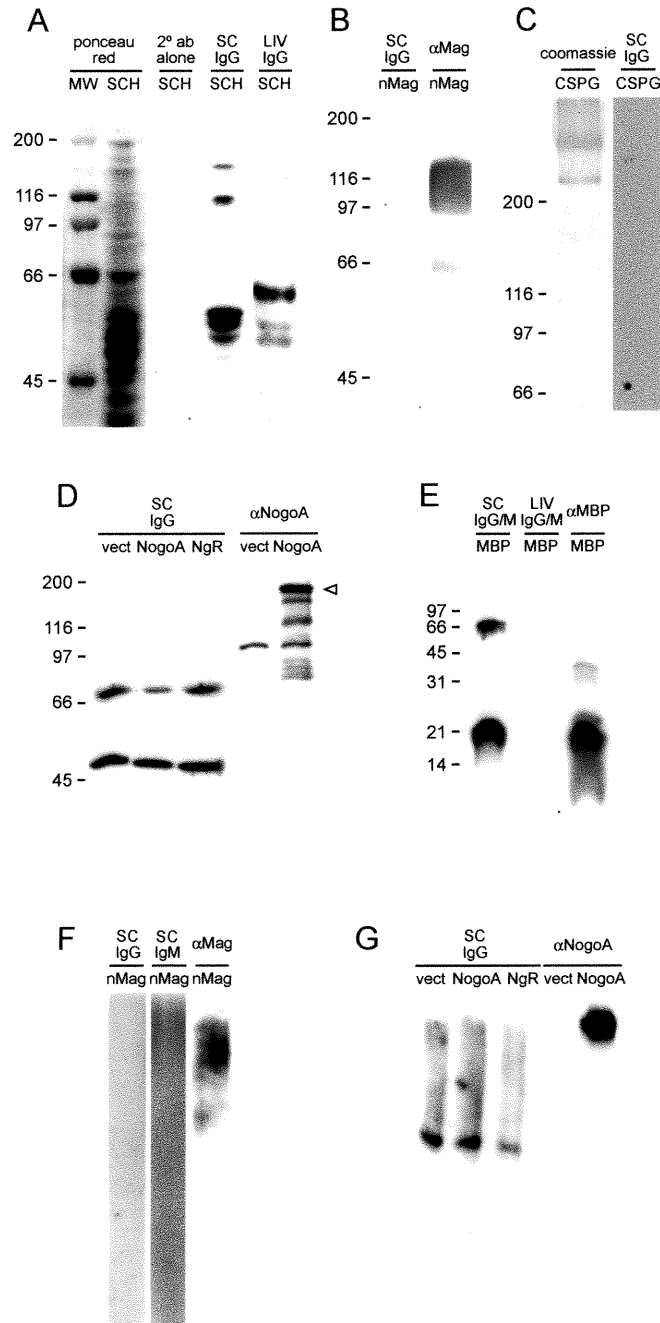 A
ponceau red
2º ab alone
SC IgG
LIV IgG
MW SCH SCH SCH SCH
200
116
97
66
45
B
SC IgG
αMag
nMag nMag
200
116
97
66
45
C
coomassie
SC IgG
CSPG CSPG
200
116
97
66
D
SC IgG
αNogoA
vect NogoA NgR vect NogoA
200
116
97
66
45
E
SC IgG/M
LIV IgG/M
αMBP
MBP MBP MBP
97
66
45
31
21
14
F
SC IgG
SC IgM
αMag
nMag nMag nMag
G
SC IgG
αNogoA
vect NogoA NgR vect NogoA